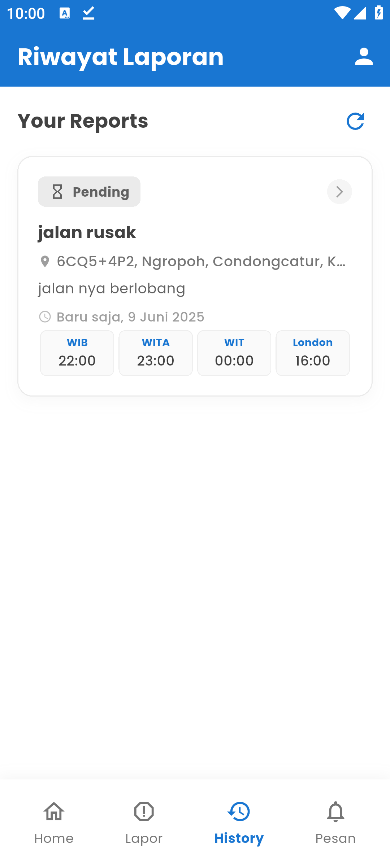 10:00
Riwayat Laporan
Your Reports
Pending
jalan rusak
6CQ5+4P2, Ngropoh, Condongcatur, K...
jalan nya berlobang
Baru saja, 9 Juni 2025
WIB WITA WIT London
22:00 23:00 00:00 16:00
Home Lapor History Pesan